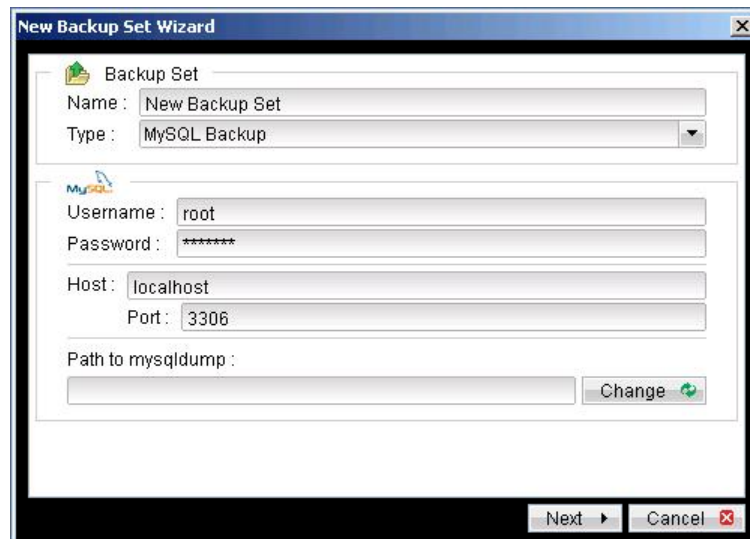 New Backup Set Wizard
Backup Set
Name : New Backup Set
Type : MySQL Backup
MySQL
Username : root
Password : *******
Host : localhost
Port : 3306
Path to mysqldump :
Change
Next
Cancel